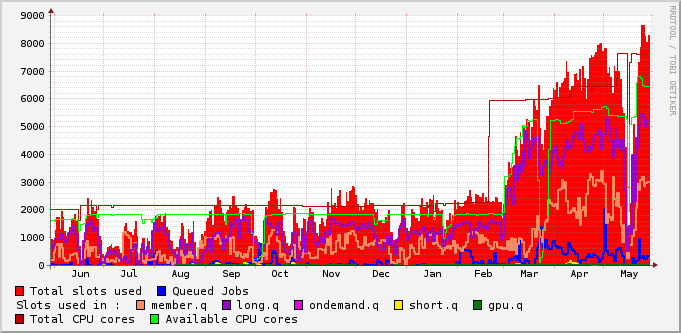 9000
8000
7000
6000
5000
4000
3000
2000
1000
0
Jun Jul Aug Sep Oct Nov Dec Jan Feb Mar Apr May
RRDTOOL / TOBI OETIKER
Total slots used Queued Jobs
Slots used in : member.q long.q ondemand.q short.q gpu.q
Total CPU cores Available CPU cores